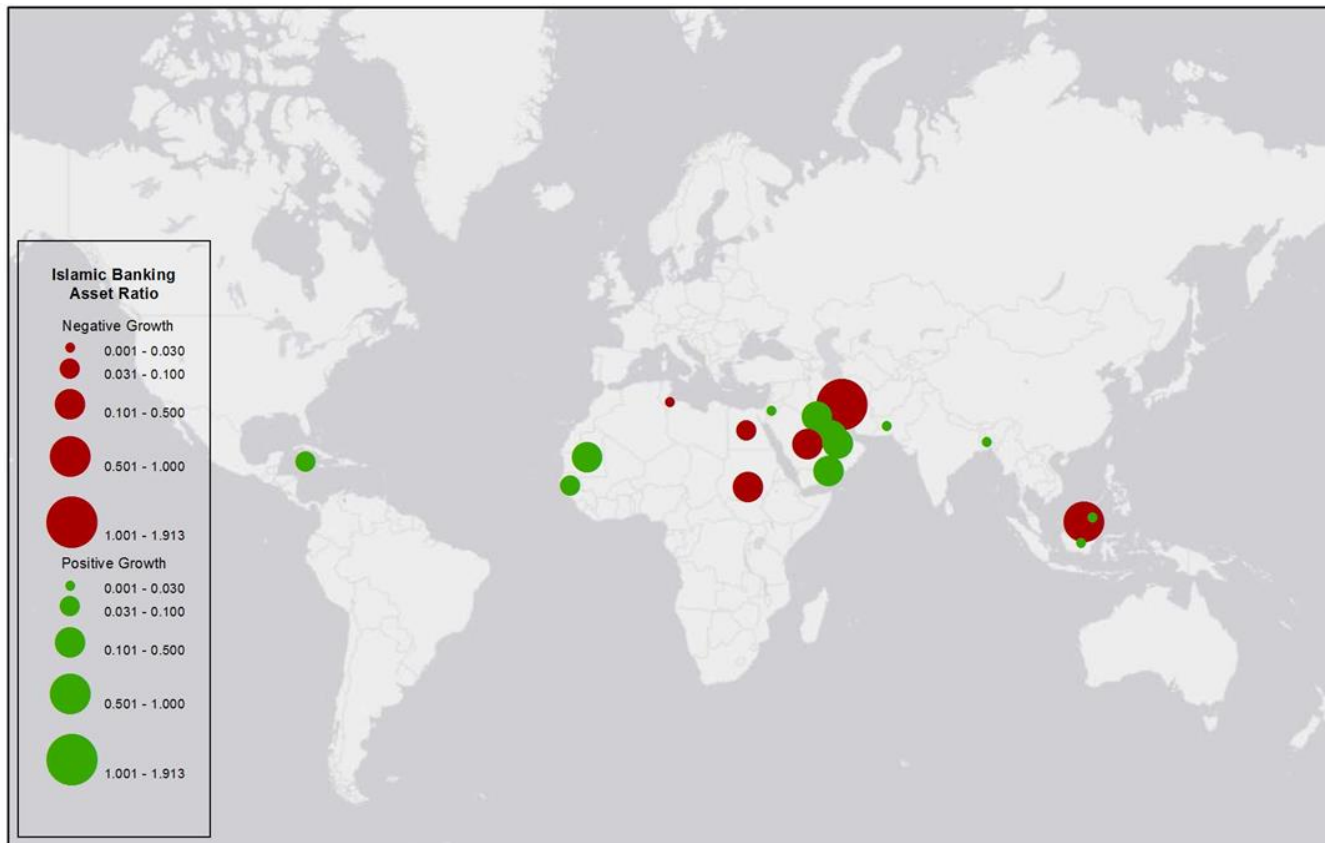 Islamic Banking
Asset Ratio
Negative Growth
0.001 - 0.030
0.031 - 0.100
0.101 - 0.500
0.501 - 1.000
1.001 - 1.913
Positive Growth
0.001 - 0.030
0.031 - 0.100
0.101 - 0.500
0.501 - 1.000
1.001 - 1.913